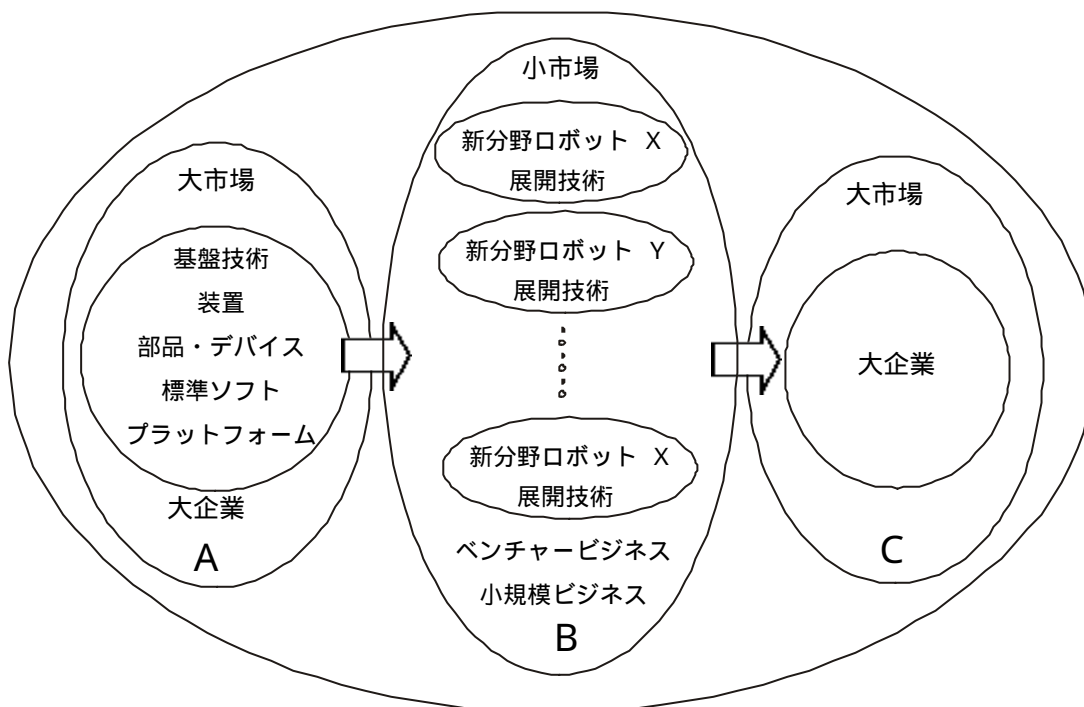 大市場
基盤技術
装置
部品・デバイス
標準ソフト
プラットフォーム
大企業
A
小市場
新分野ロボット X
展開技術
新分野ロボット Y
展開技術
新分野ロボット X
展開技術
ベンチャービジネス
小規模ビジネス
B
大市場
大企業
C